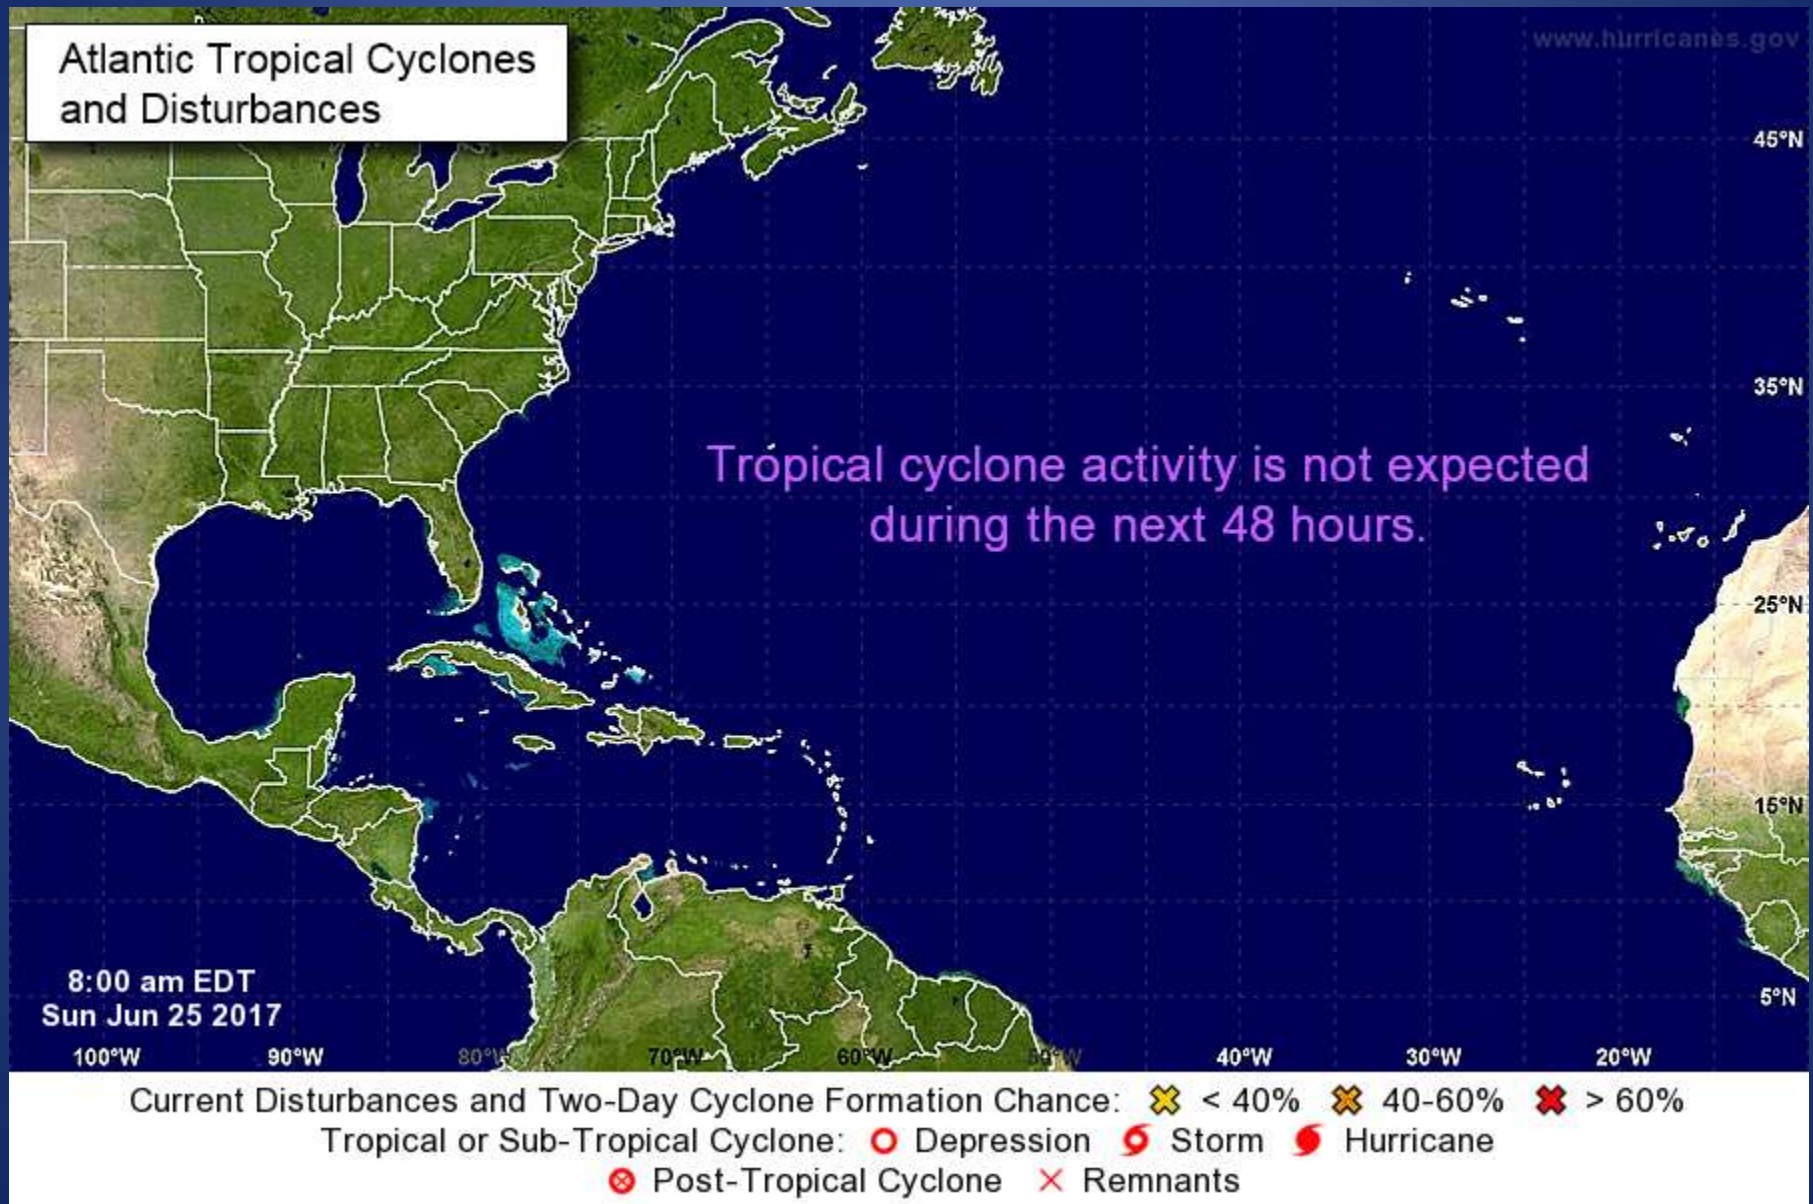 Atlantic Tropical Cyclones
and Disturbances
www.hurricanes.gov
45°N
35°N
Tropical cyclone activity is not expected
during the next 48 hours.
25°N
15°N
8:00 am EDT
Sun Jun 25 2017
5°N
100°W 90°W 80°W 70°W 60°W 50°W 40°W 30°W 20°W
Current Disturbances and Two-Day Cyclone Formation Chance: < 40% 40-60% > 60%
Tropical or Sub-Tropical Cyclone: Depression Storm Hurricane
Post-Tropical Cyclone Remnants